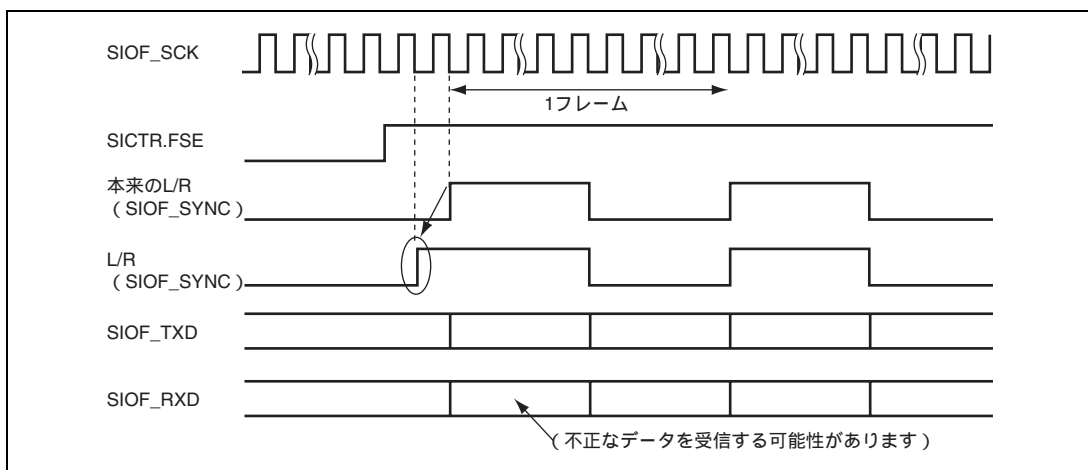 SIOF_SCK
1フレーム
SICTR.FSE
本来のL/R
（SIOF_SYNC）
L/R
（SIOF_SYNC）
SIOF_TXD
SIOF_RXD
（不正なデータを受信する可能性があります）